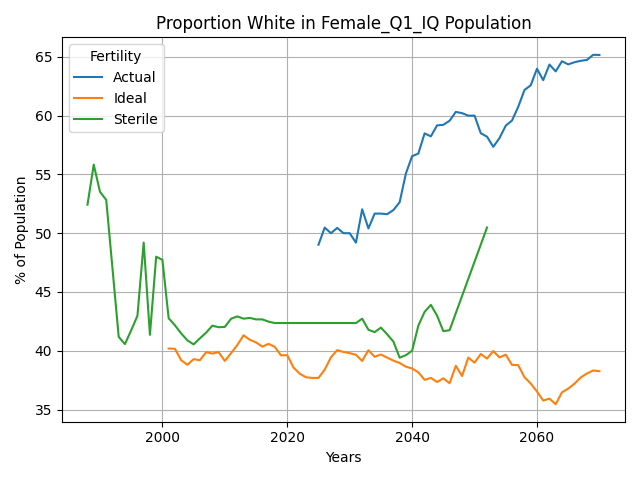 Proportion White in Female_Q1_IQ Population
Fertility
Actual
Ideal
Sterile
% of Population
65
60
55
50
45
40
35
2000
2020
2040
2060
Years